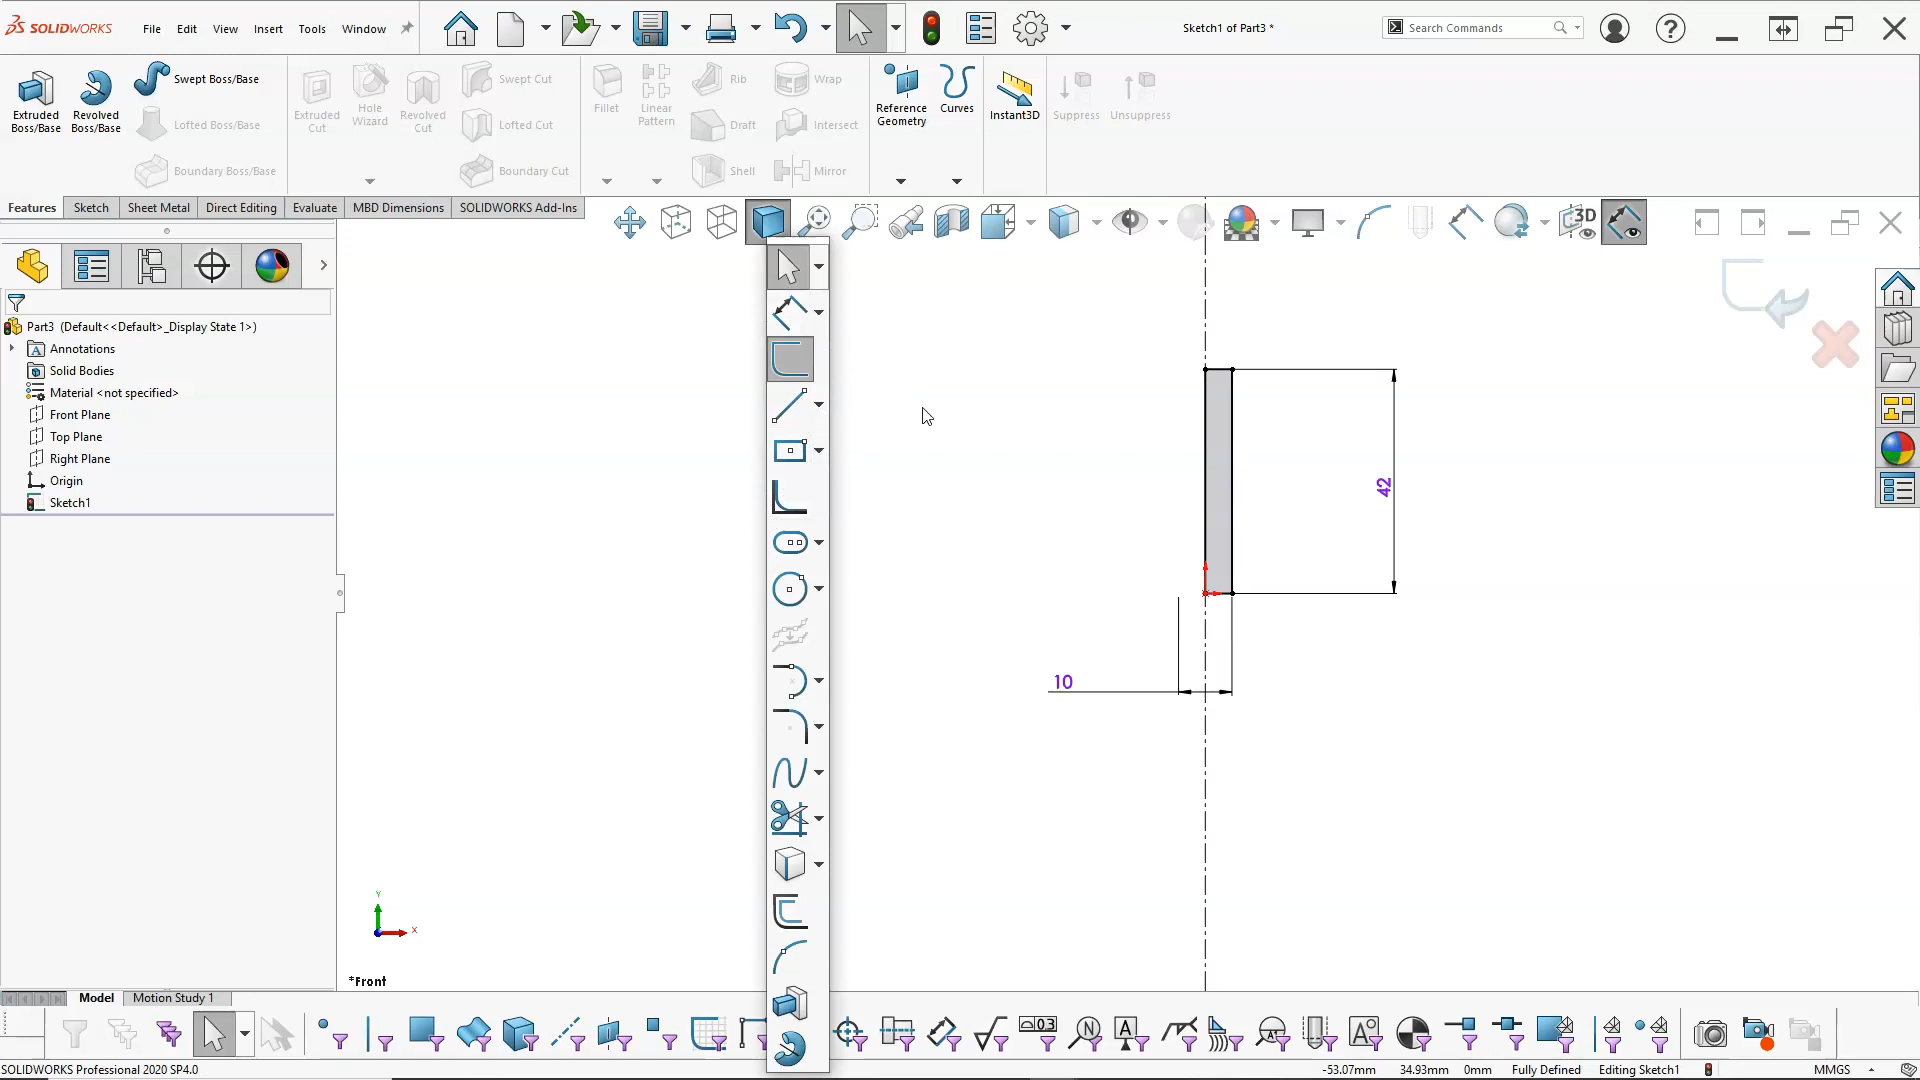 SOLIDWORKS File Edit View Insert Tools Window Sketch1 of Part3 * Search Commands
Extruded Boss/Base
Revolved Boss/Base
Swept Boss/Base
Lofted Boss/Base
Boundary Boss/Base
Extruded Cut
Hole Wizard
Revolved Cut
Swept Cut
Lofted Cut
Boundary Cut
Fillet
Linear Pattern
Rib
Draft
Shell
Wrap
Intersect
Mirror
Reference Geometry
Curves
Instant3D
Suppress
Unsuppress
Features Sketch Sheet Metal Direct Editing Evaluate MBD Dimensions SOLIDWORKS Add-Ins
3D
Part3 (Default<<Default>_Display State 1>)
Annotations
Solid Bodies
Material <not specified>
Front Plane
Top Plane
Right Plane
Origin
Sketch1
42
10
Y
X
*Front
Model Motion Study 1
0.3
N
A
A
A
SOLIDWORKS Professional 2020 SP4.0 -53.07mm 34.93mm 0mm Fully Defined Editing Sketch1 MMGS